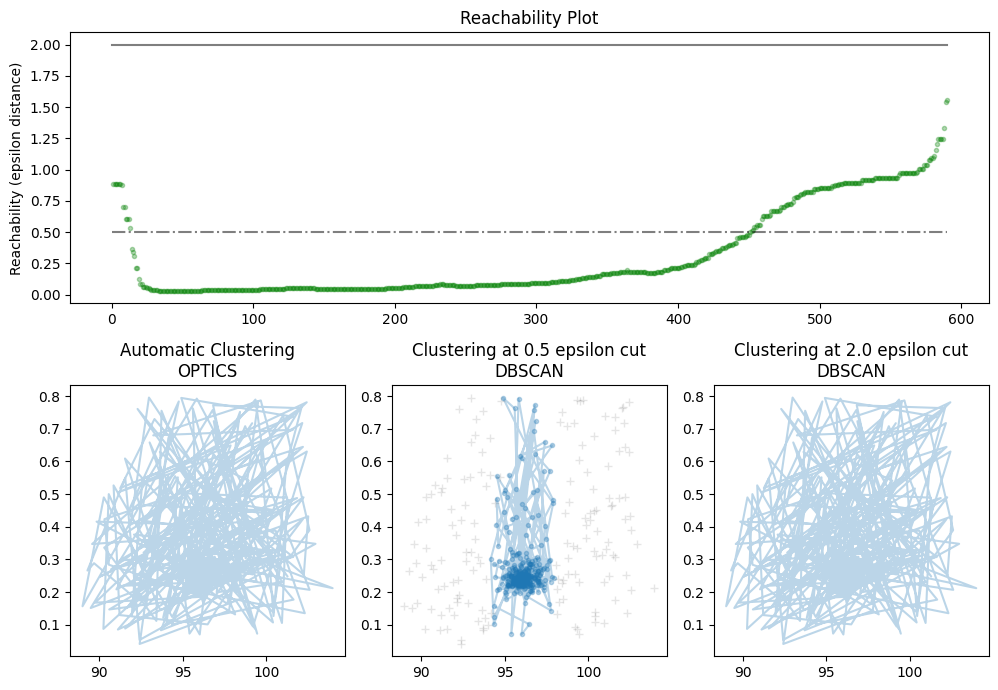 Reachability Plot
Reachability (epsilon distance)
2.00
1.75
1.50
1.25
1.00
0.75
0.50
0.25
0.00
0 100 200 300 400 500 600
Automatic Clustering
OPTICS
0.8
0.7
0.6
0.5
0.4
0.3
0.2
0.1
90 95 100
Clustering at 0.5 epsilon cut
DBSCAN
0.8
0.7
0.6
0.5
0.4
0.3
0.2
0.1
90 95 100
Clustering at 2.0 epsilon cut
DBSCAN
0.8
0.7
0.6
0.5
0.4
0.3
0.2
0.1
90 95 100